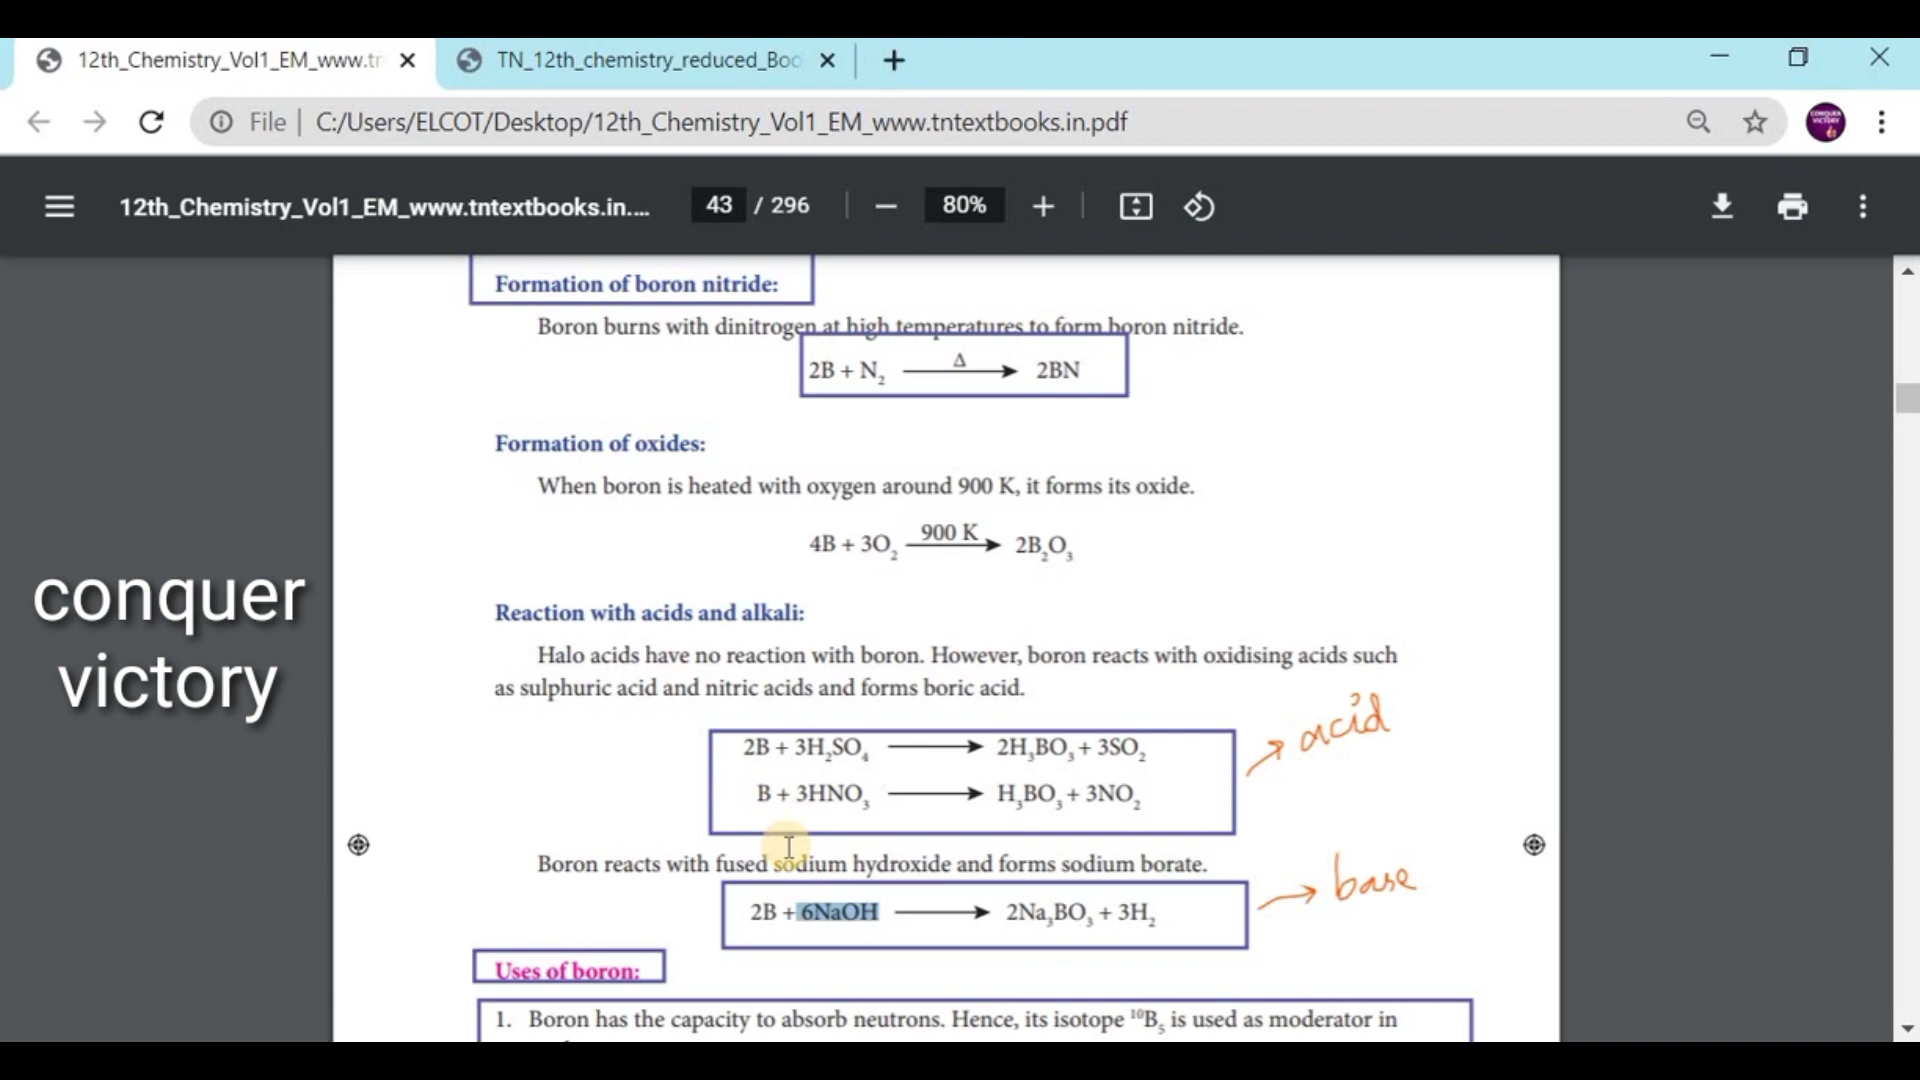 12th_Chemistry_Vol1_EM_www.tn
TN_12th_chemistry_reduced_Boo
File | C:/Users/ELCOT/Desktop/12th_Chemistry_Vol1_EM_www.tntextbooks.in.pdf
CONQUER VICTORY
12th_Chemistry_Vol1_EM_www.tntextbooks.in.... 43 / 296 80%
Formation of boron nitride:
Boron burns with dinitrogen at high temperatures to form boron nitride.
2B + N₂ —Δ→ 2BN
Formation of oxides:
When boron is heated with oxygen around 900 K, it forms its oxide.
4B + 3O₂ —900 K→ 2B₂O₃
conquer
victory
Reaction with acids and alkali:
Halo acids have no reaction with boron. However, boron reacts with oxidising acids such
as sulphuric acid and nitric acids and forms boric acid.
2B + 3H₂SO₄ ⟶ 2H₃BO₃ + 3SO₂
B + 3HNO₃ ⟶ H₃BO₃ + 3NO₂
→ acid
Boron reacts with fused sodium hydroxide and forms sodium borate.
2B + 6NaOH ⟶ 2Na₃BO₃ + 3H₂
→ base
Uses of boron:
1. Boron has the capacity to absorb neutrons. Hence, its isotope ¹⁰B₅ is used as moderator in